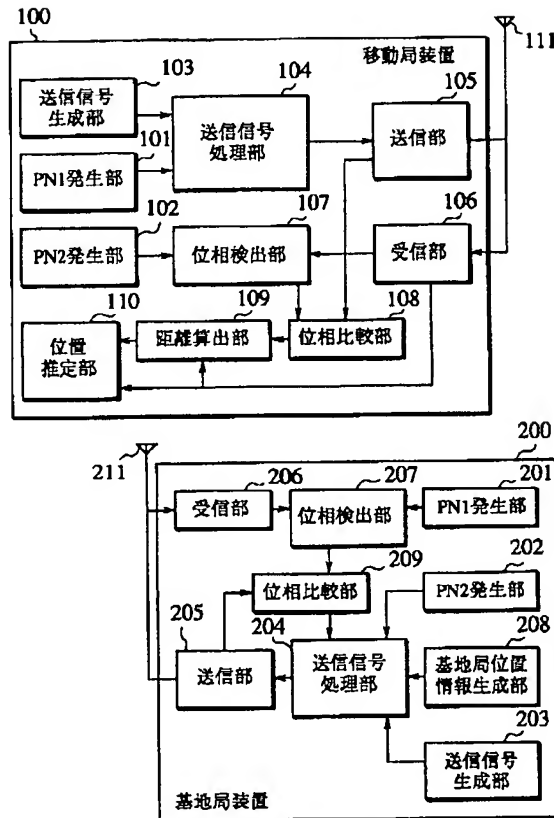 100
移動局装置
111
103
送信信号
生成部
104
送信信号
処理部
105
送信部
101
PN1発生部
102
PN2発生部
107
位相検出部
106
受信部
110
位置
推定部
109
距離算出部
108
位相比較部
211
200
206
受信部
207
位相検出部
201
PN1発生部
209
位相比較部
202
PN2発生部
205
送信部
204
送信信号
処理部
208
基地局位置
情報生成部
203
送信信号
生成部
基地局装置